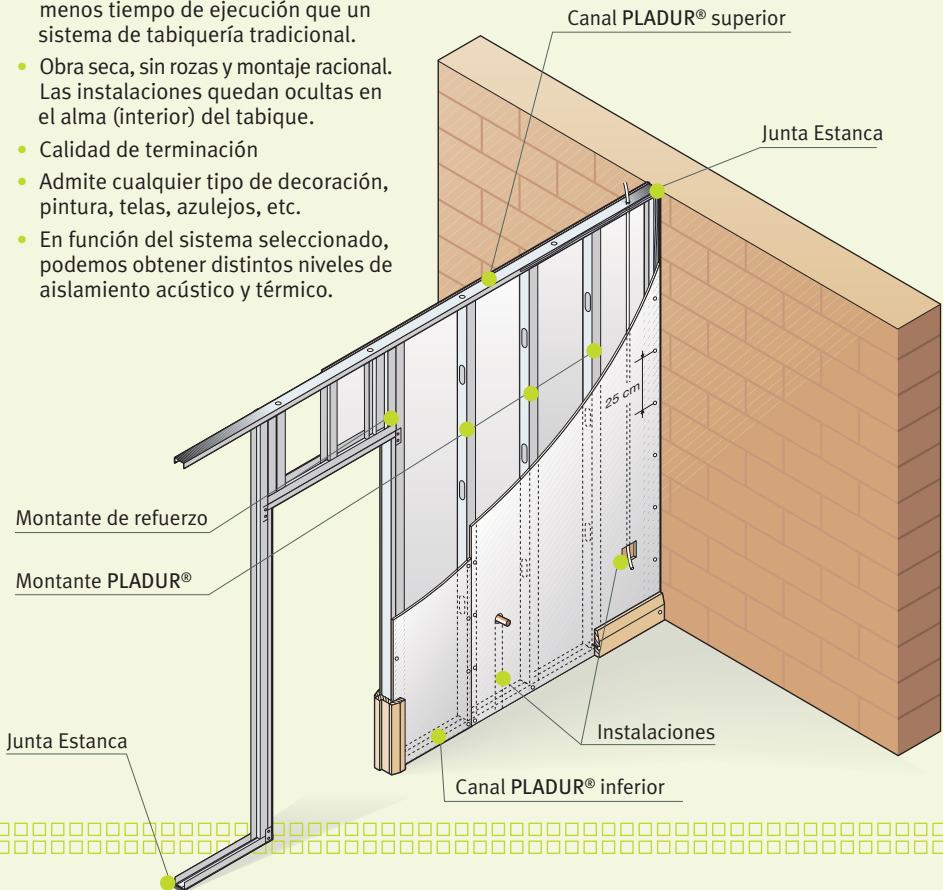 menos tiempo de ejecución que un
sistema de tabiquería tradicional.
• Obra seca, sin rozas y montaje racional.
Las instalaciones quedan ocultas en
el alma (interior) del tabique.
• Calidad de terminación
• Admite cualquier tipo de decoración,
pintura, telas, azulejos, etc.
• En función del sistema seleccionado,
podemos obtener distintos niveles de
aislamiento acústico y térmico.
Canal PLADUR® superior
Junta Estanca
25 cm
Montante de refuerzo
Montante PLADUR®
Instalaciones
Junta Estanca
Canal PLADUR® inferior